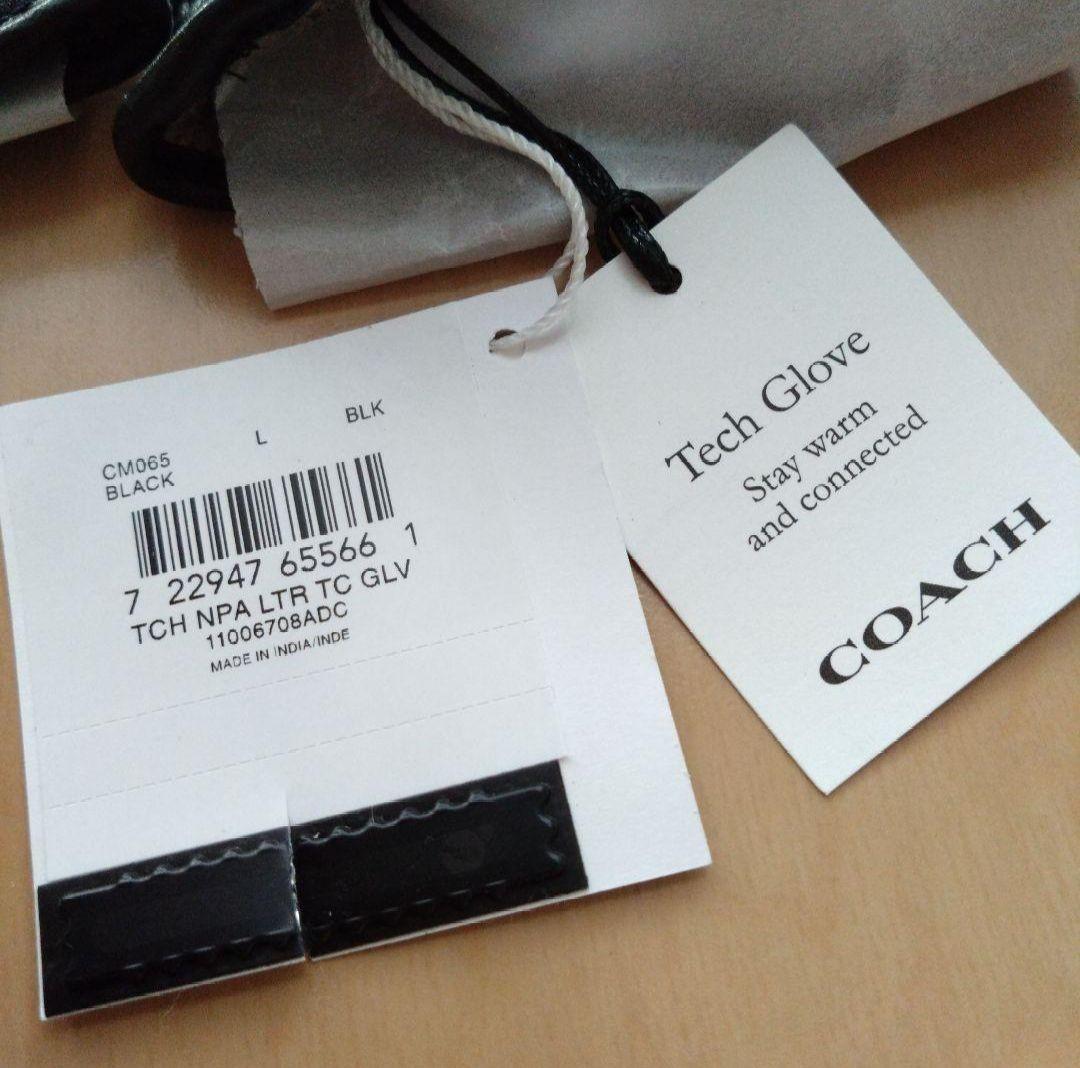 L BLK
CM065
BLACK
7 22947 65566 1
TCH NPA LTR TC GLV
11006708ADC
MADE IN INDIA/INDE
Tech Glove
Stay warm
and connected
COACH